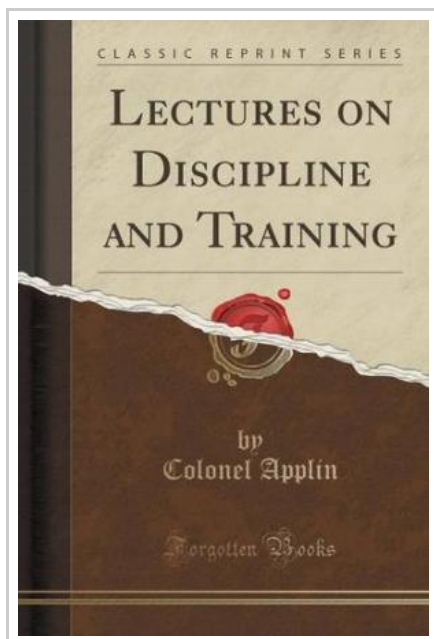 CLASSIC REPRINT SERIES
LECTURES ON
DISCIPLINE
AND TRAINING
F
by
Colonel Applin
Forgotten Books